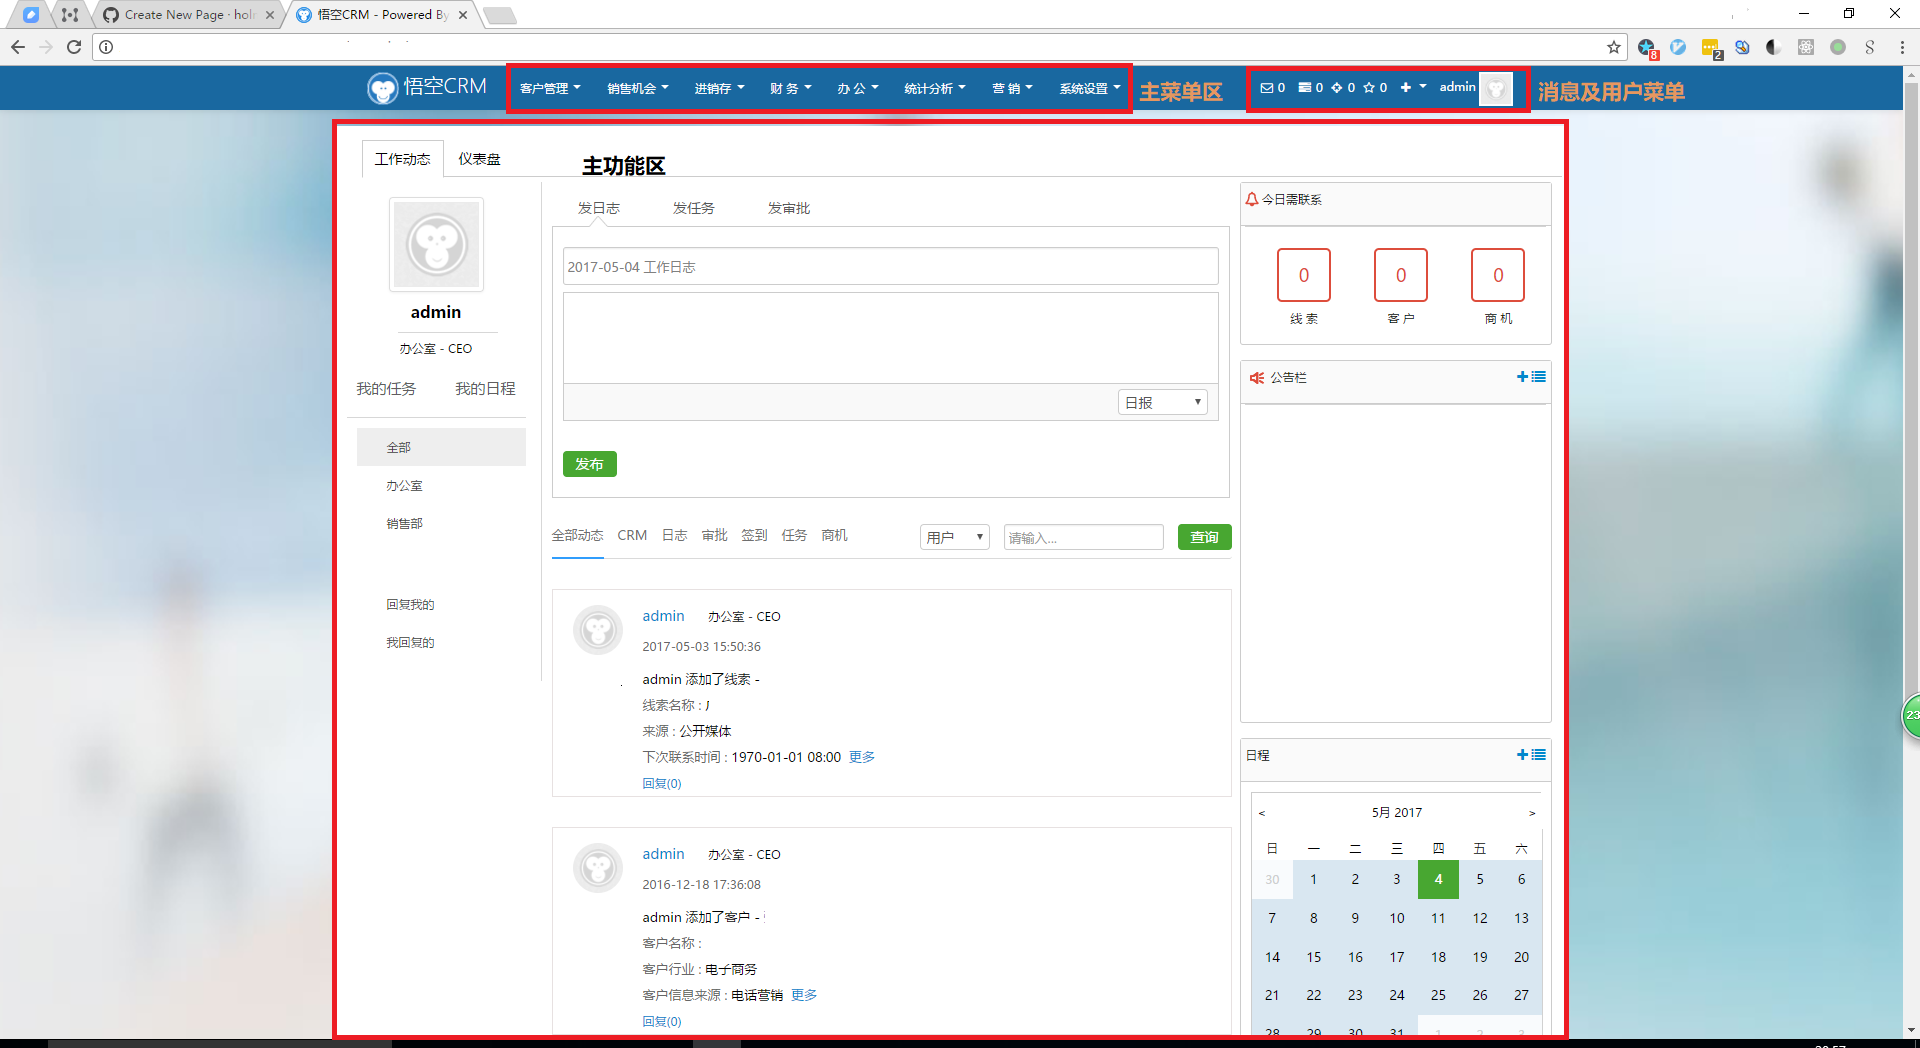 Create New Page · hol
悟空CRM - Powered By
8
2
悟空CRM
客户管理 销售机会 进销存 财 务 办 公 统计分析 营 销 系统设置
主菜单区
0 0 0 0 admin
消息及用户菜单
工作动态 仪表盘
主功能区
admin
办公室 - CEO
我的任务 我的日程
全部
办公室
销售部
回复我的
我回复的
发日志 发任务 发审批
2017-05-04 工作日志
日报
发布
全部动态 CRM 日志 审批 签到 任务 商机
用户 请输入... 查询
admin 办公室 - CEO
2017-05-03 15:50:36
admin 添加了线索 -
线索名称 :
来源 : 公开媒体
下次联系时间 : 1970-01-01 08:00 更多
回复(0)
admin 办公室 - CEO
2016-12-18 17:36:08
admin 添加了客户 -
客户名称 :
客户行业 : 电子商务
客户信息来源 : 电话营销 更多
回复(0)
今日需联系
0 0 0
线 索 客 户 商 机
公告栏
日程
< 5月 2017 >
日 一 二 三 四 五 六
30 1 2 3 4 5 6
7 8 9 10 11 12 13
14 15 16 17 18 19 20
21 22 23 24 25 26 27
28 29 30 31 1 2 3
23